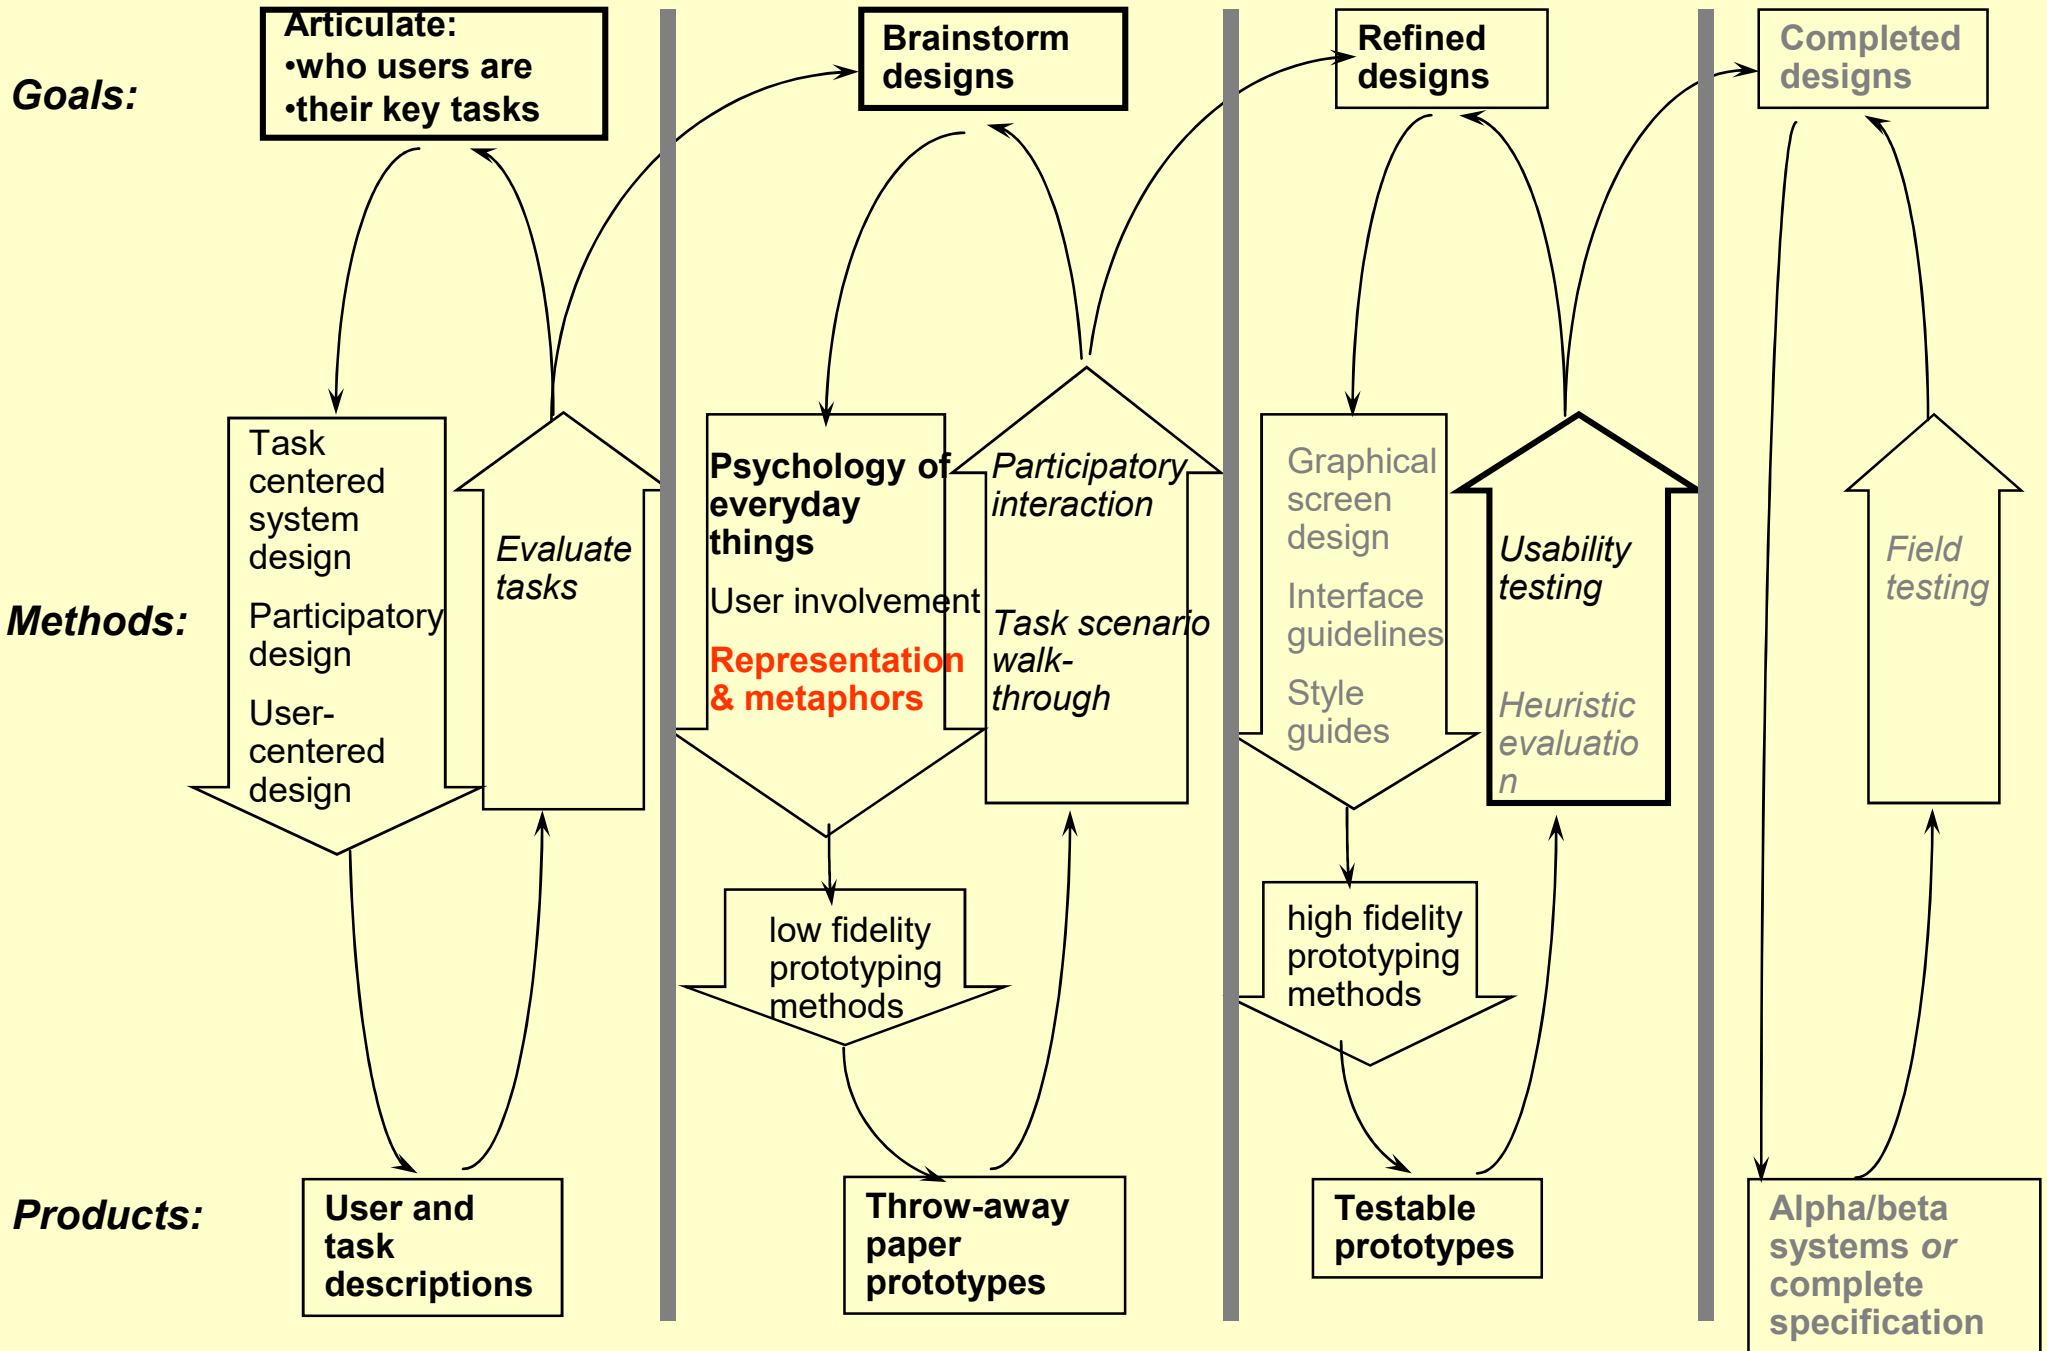 Goals:
Articulate:
•who users are
•their key tasks
Brainstorm
designs
Refined
designs
Completed
designs
Methods:
Task
centered
system
design
Participatory
design
User-
centered
design
Evaluate
tasks
Psychology of
everyday
things
User involvement
Representation
& metaphors
Participatory
interaction
Task scenario
walk-
through
low fidelity
prototyping
methods
Graphical
screen
design
Interface
guidelines
Style
guides
Usability
testing
Heuristic
evaluatio
n
high fidelity
prototyping
methods
Field
testing
Products:
User and
task
descriptions
Throw-away
paper
prototypes
Testable
prototypes
Alpha/beta
systems or
complete
specification